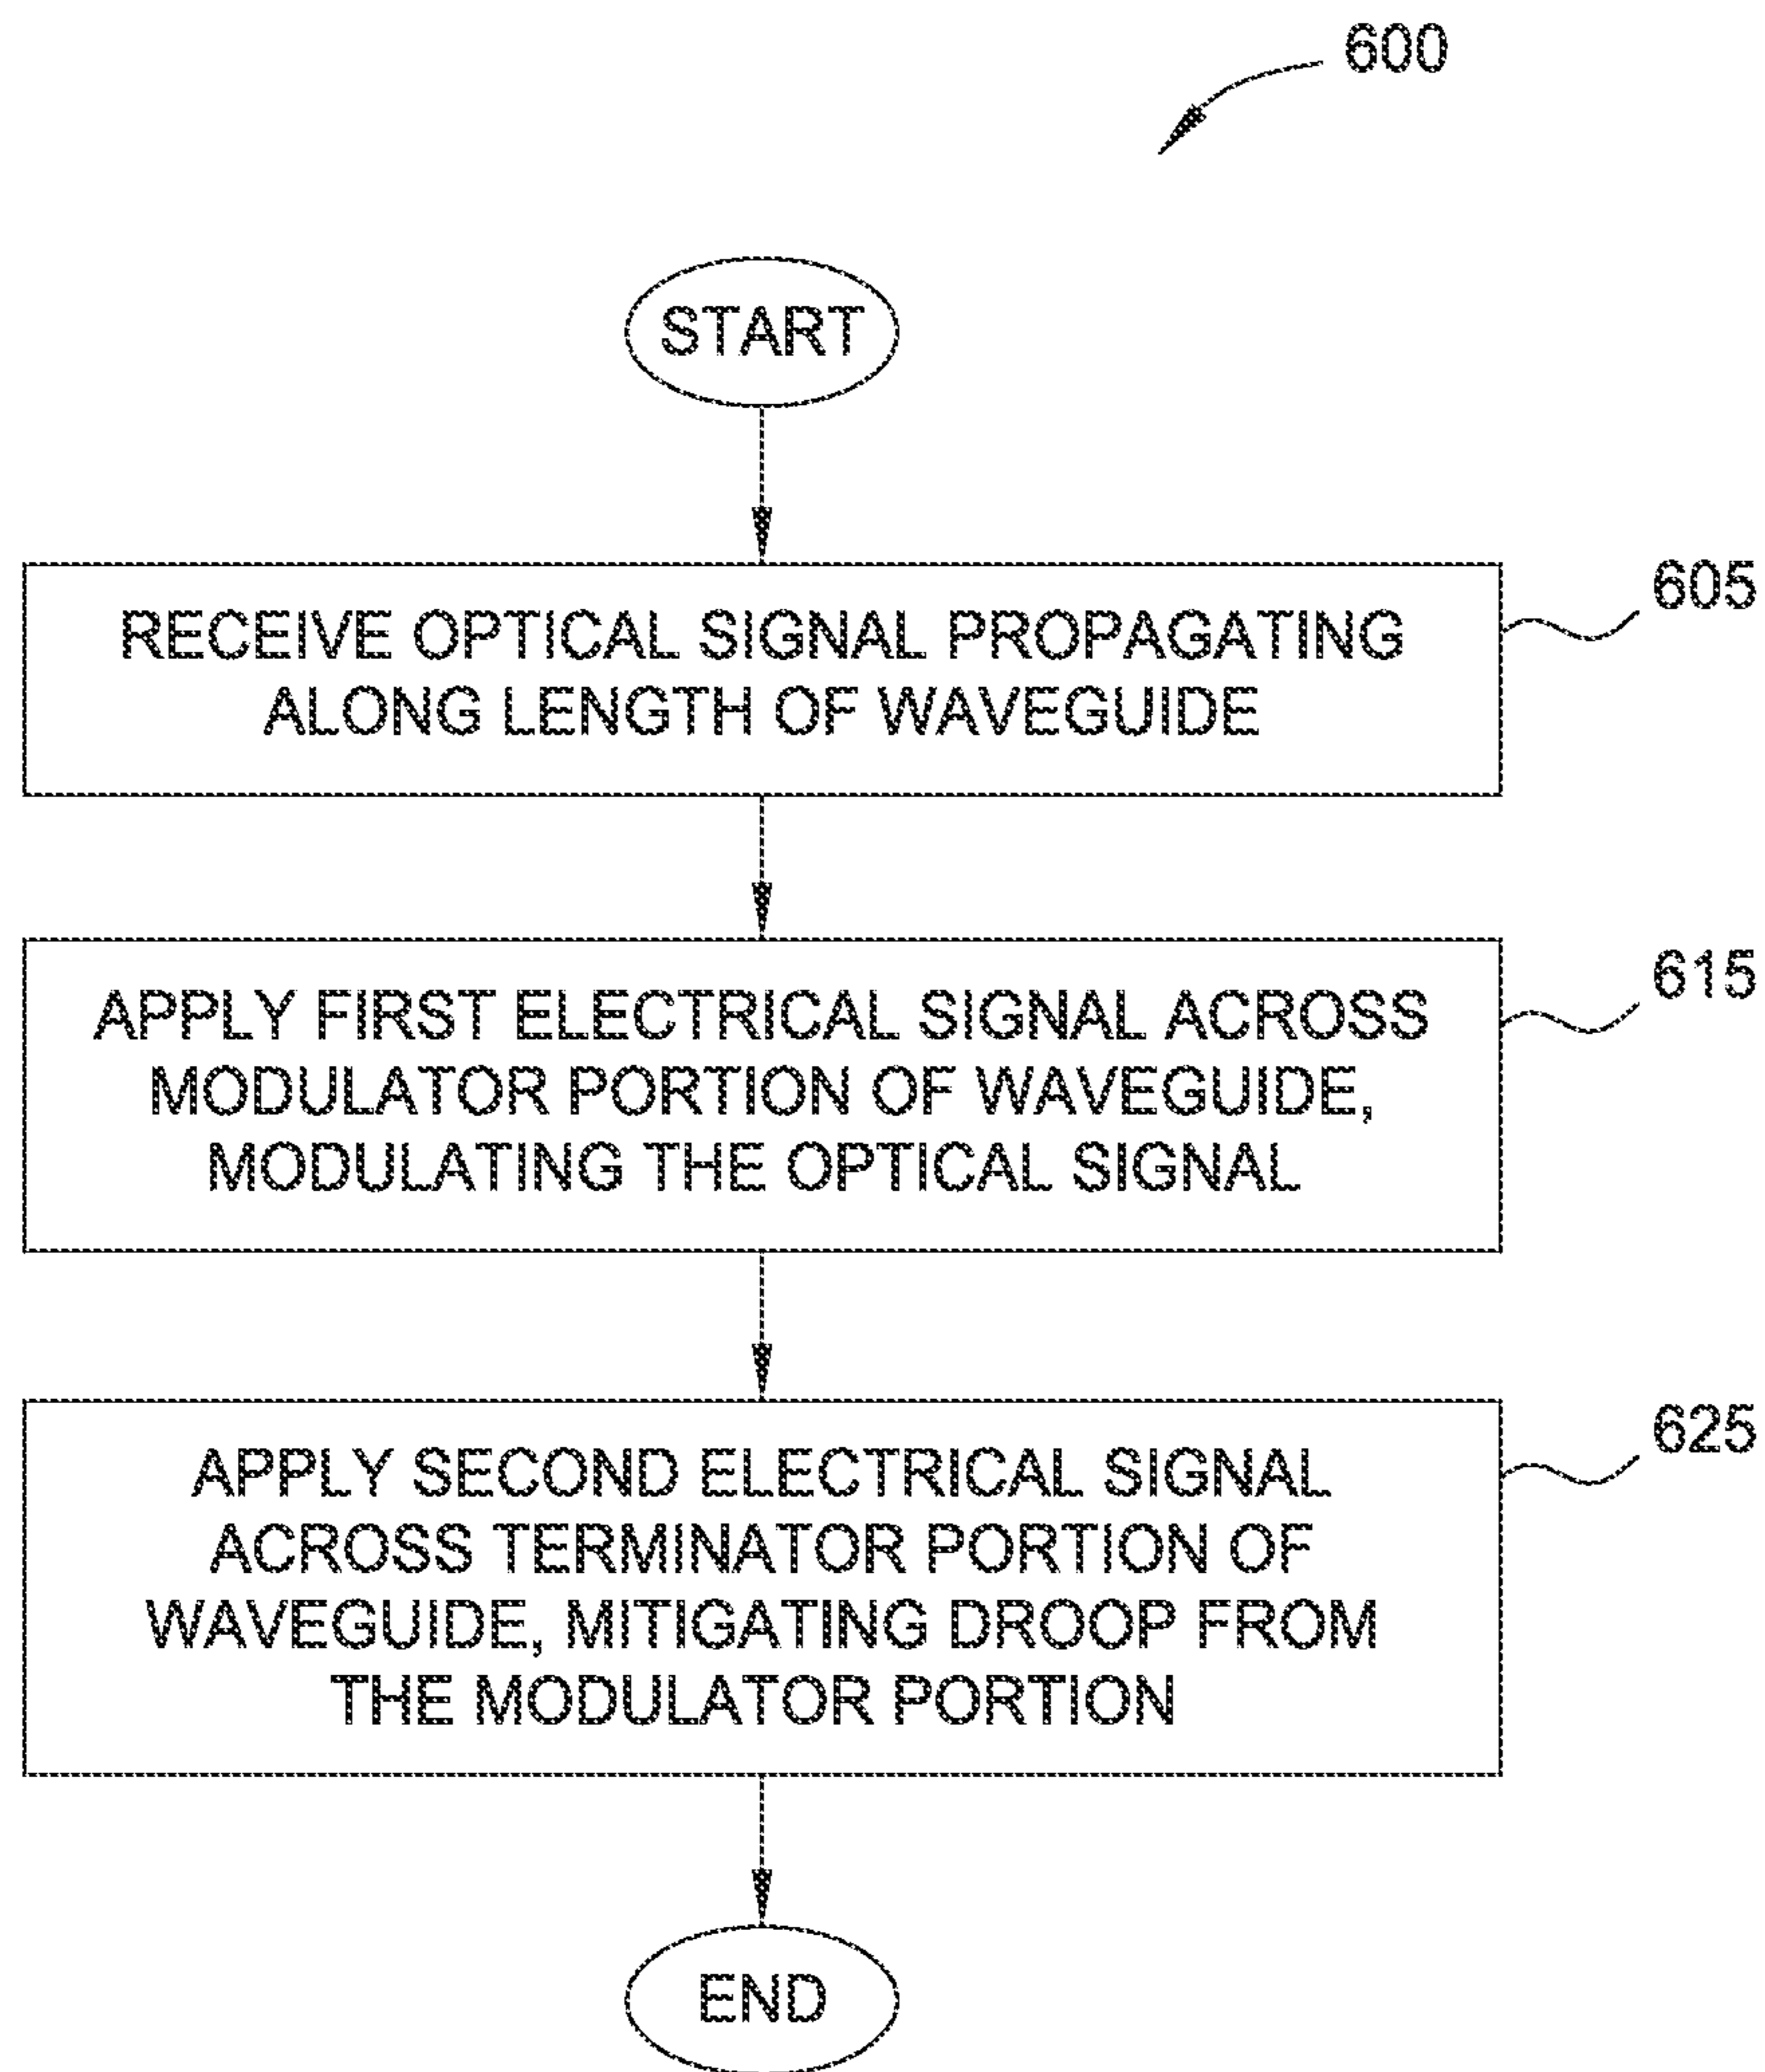 600
START
RECEIVE OPTICAL SIGNAL PROPAGATING
ALONG LENGTH OF WAVEGUIDE
605
APPLY FIRST ELECTRICAL SIGNAL ACROSS
MODULATOR PORTION OF WAVEGUIDE,
MODULATING THE OPTICAL SIGNAL
615
APPLY SECOND ELECTRICAL SIGNAL
ACROSS TERMINATOR PORTION OF
WAVEGUIDE, MITIGATING DROOP FROM
THE MODULATOR PORTION
625
END